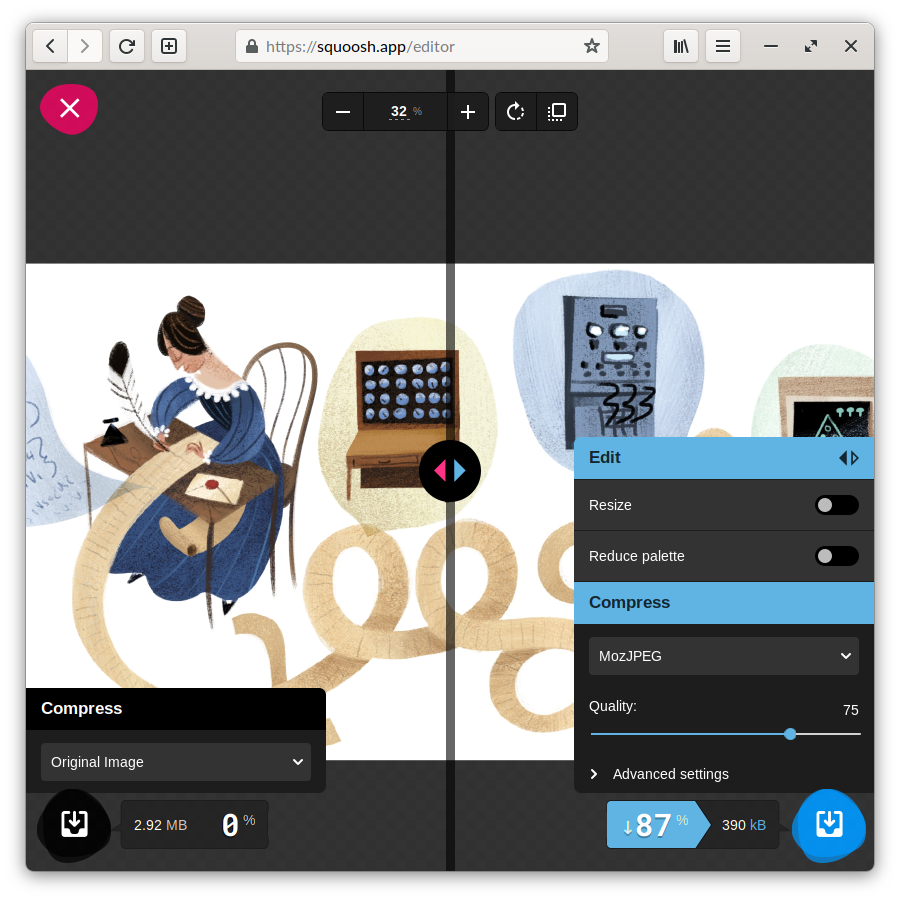 https://squoosh.app/editor
32 %
Edit
Resize
Reduce palette
Compress
MozJPEG
Quality:
75
Advanced settings
Compress
Original Image
2.92 MB
0 %
↓87 %
390 kB